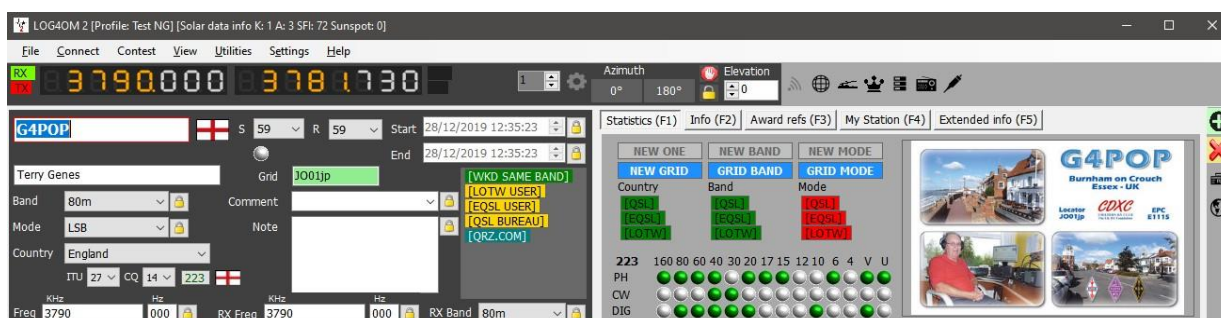 LOG4OM 2 [Profile: Test NG] [Solar data info K: 1 A: 3 SFI: 72 Sunspot: 0]
File Connect Contest View Utilities Settings Help
RX 3790.000 3781.730 1 Azimuth Elevation
TX 0° 180° 0
Statistics (F1) Info (F2) Award refs (F3) My Station (F4) Extended info (F5)
G4POP S 59 R 59 Start 28/12/2019 12:35:23
End 28/12/2019 12:35:23
Terry Genes Grid JO01jp [WKD SAME BAND]
[LOTW USER]
Band 80m Comment [EQSL USER]
[QSL BUREAU]
Mode LSB Note [QRZ.COM]
Country England
ITU 27 CQ 14 223
KHz Hz KHz Hz
Freq 3790 000 RX Freq 3790 000 RX Band 80m
NEW ONE NEW BAND NEW MODE
NEW GRID GRID BAND GRID MODE
Country Band Mode
[QSL] [QSL] [QSL]
[EQSL] [EQSL] [EQSL]
[LOTW] [LOTW] [LOTW]
223 160 80 60 40 30 20 17 15 12 10 6 4 V U
PH
CW
DIG
G4POP
Burnham on Crouch
Essex - UK
Locator CDXC EPC
JO01jp E1115